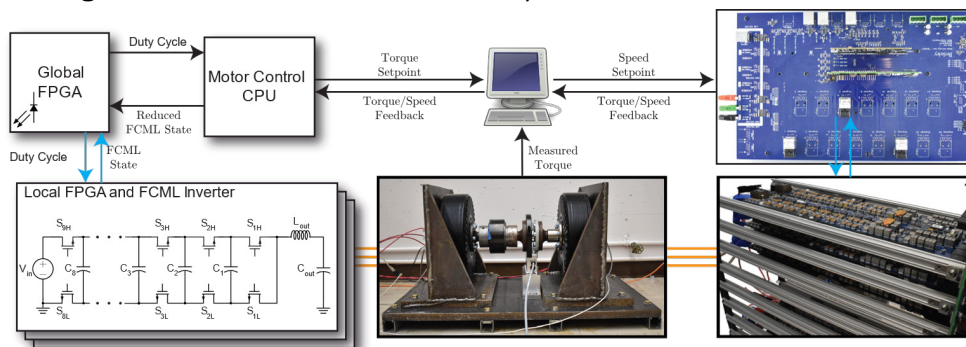 Duty Cycle
Global
FPGA
Motor Control
CPU
Reduced
FCML State
Torque
Setpoint
Torque/Speed
Feedback
Speed
Setpoint
Torque/Speed
Feedback
Duty Cycle
FCML
State
Measured
Torque
Local FPGA and FCML Inverter
S9H
S3H
S2H
S1H
Lout
Vin
C8
C3
C2
C1
Cout
S8L
S3L
S2L
S1L